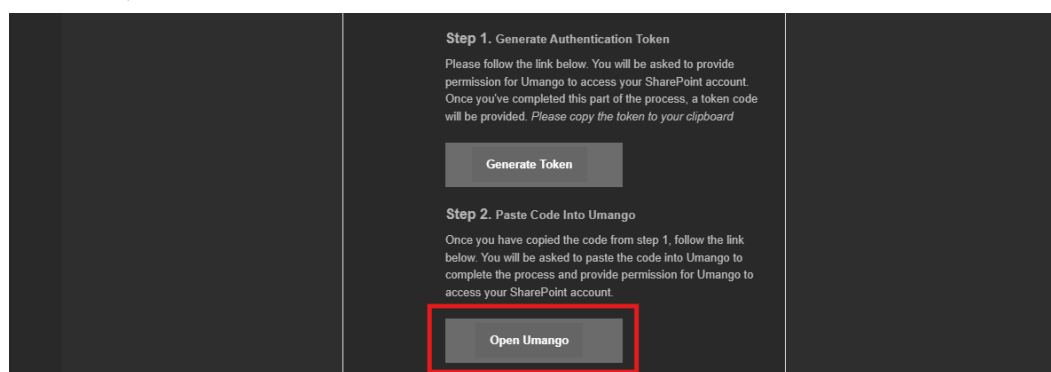 Step 1. Generate Authentication Token
Please follow the link below. You will be asked to provide
permission for Umango to access your SharePoint account.
Once you've completed this part of the process, a token code
will be provided. Please copy the token to your clipboard
Generate Token
Step 2. Paste Code Into Umango
Once you have copied the code from step 1, follow the link
below. You will be asked to paste the code into Umango to
complete the process and provide permission for Umango to
access your SharePoint account.
Open Umango